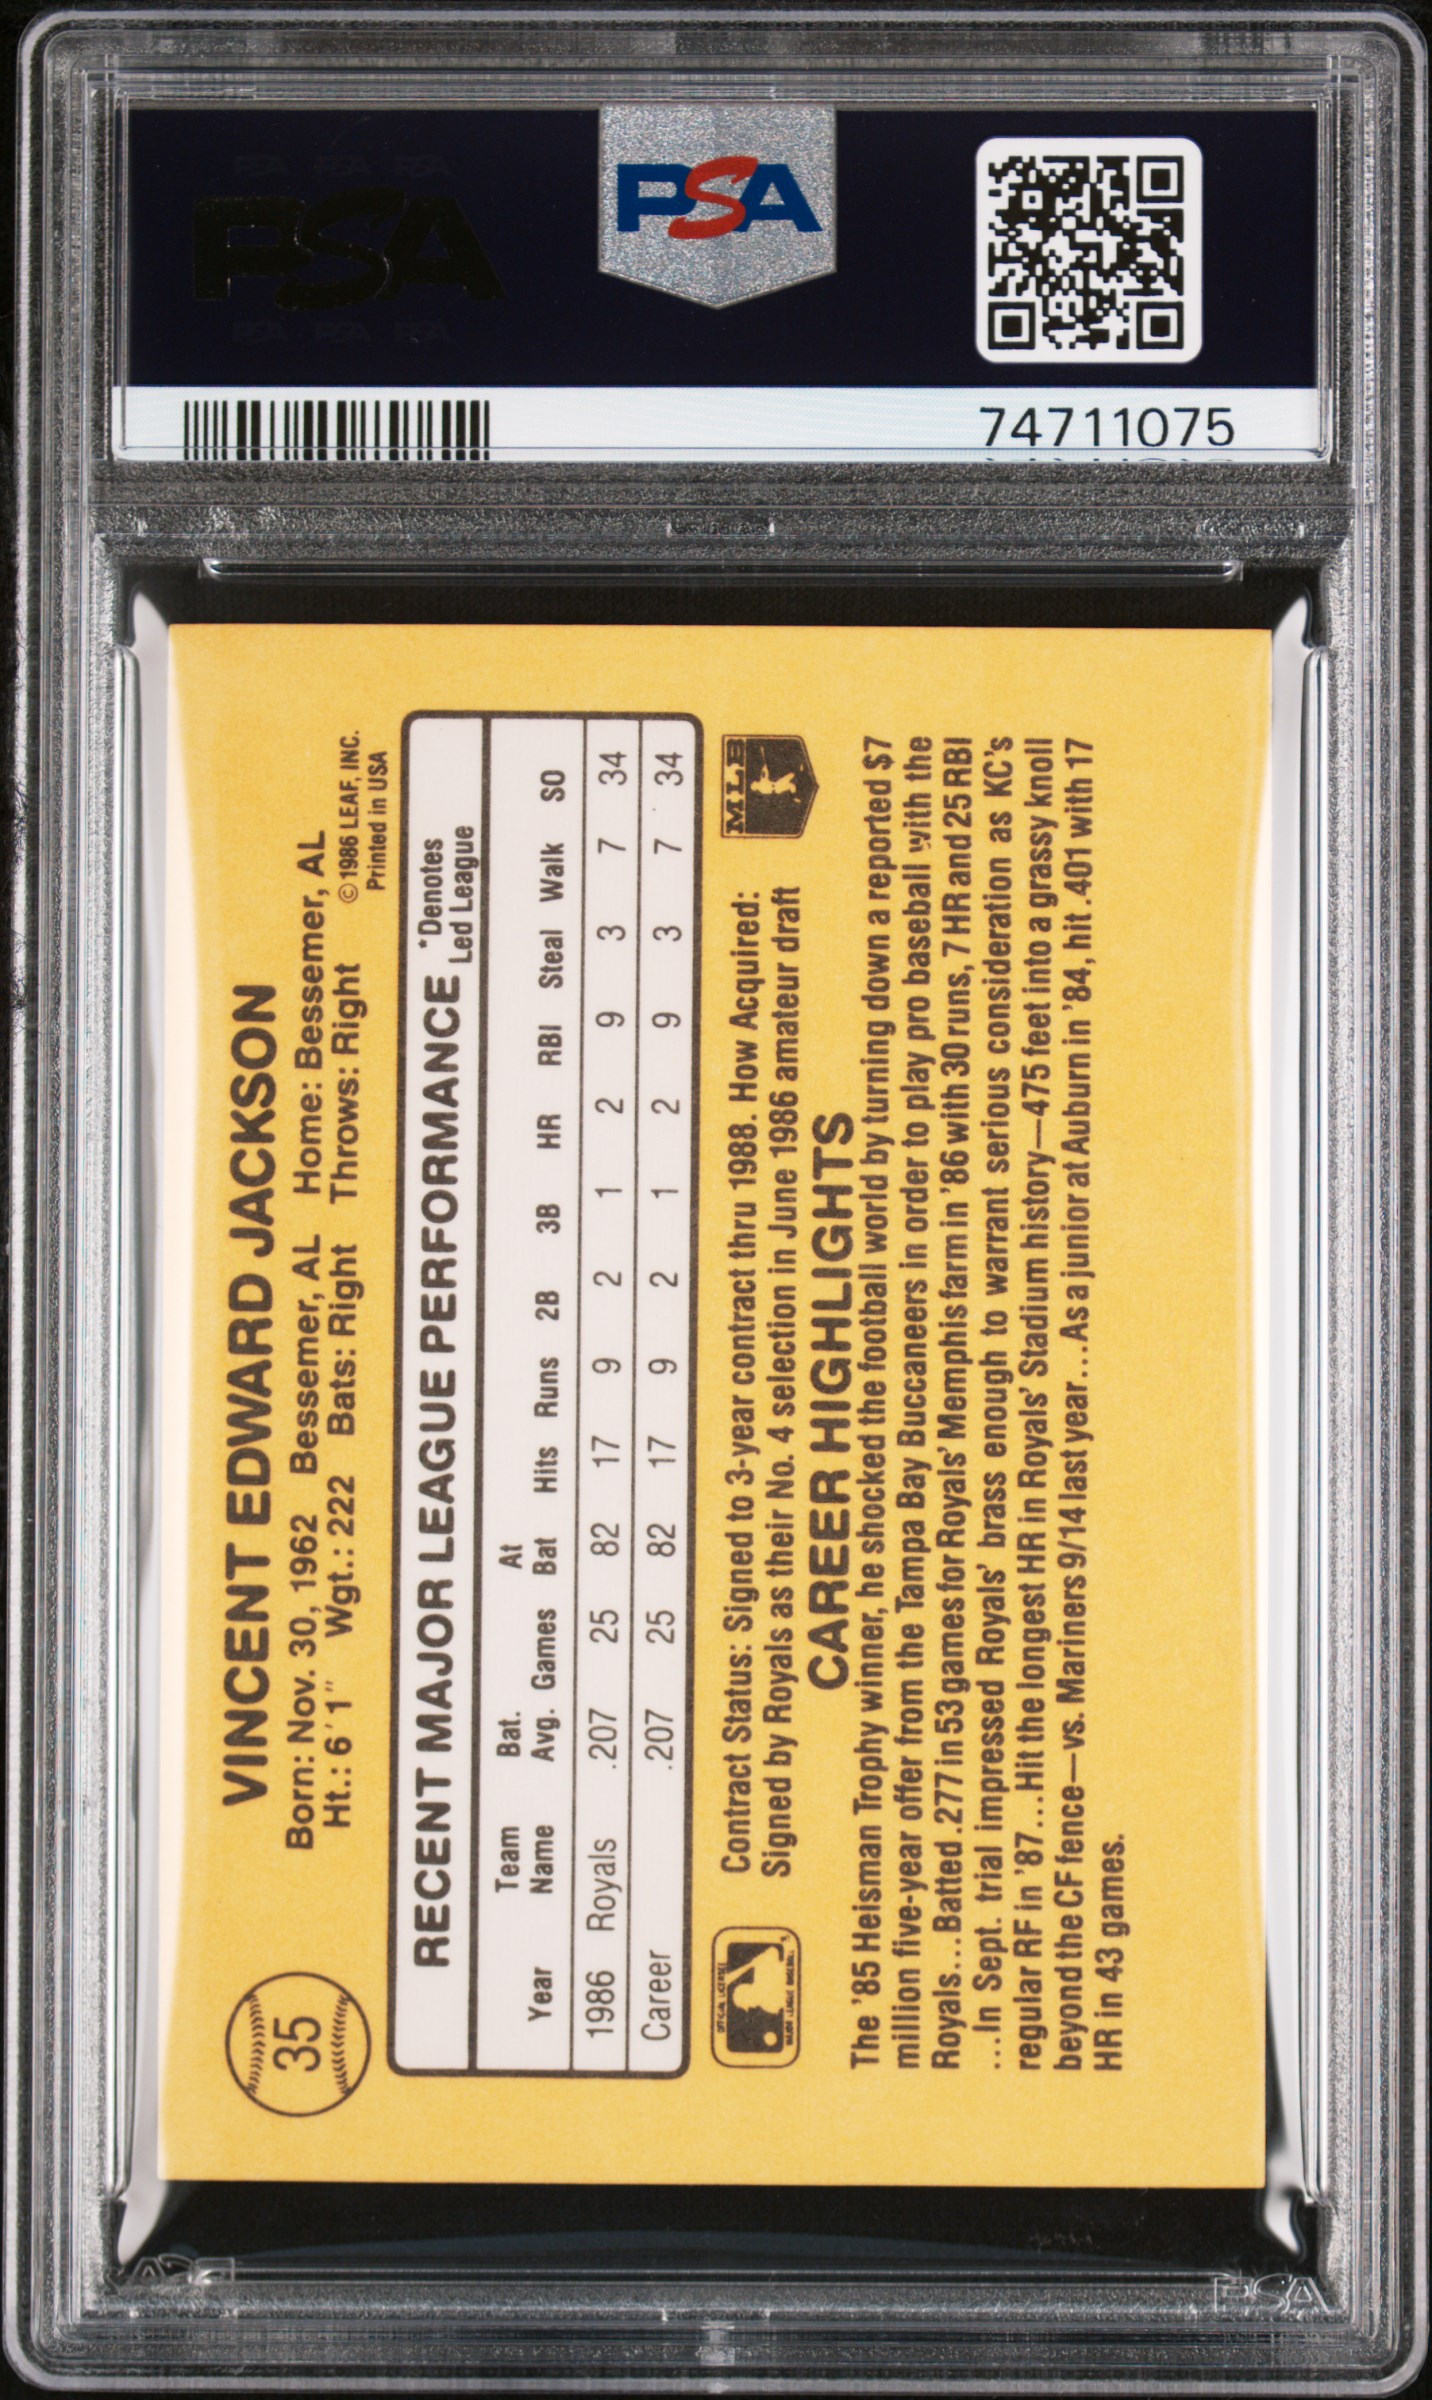 PSA
PSA
74711075
35
VINCENT EDWARD JACKSON
Born: Nov. 30, 1962 Bessemer, AL Home: Bessemer, AL
Ht.: 6'1" Wgt.: 222 Bats: Right Throws: Right
© 1986 LEAF, INC.
Printed in USA
RECENT MAJOR LEAGUE PERFORMANCE *Denotes Led League
Year Team Name Bat. Avg. Games At Bat Hits Runs 2B 3B HR RBI Steal Walk SO
1986 Royals .207 25 82 17 9 2 1 2 9 3 7 34
Career .207 25 82 17 9 2 1 2 9 3 7 34
Contract Status: Signed to 3-year contract thru 1988. How Acquired:
Signed by Royals as their No. 4 selection in June 1986 amateur draft
MLB
CAREER HIGHLIGHTS
The '85 Heisman Trophy winner, he shocked the football world by turning down a reported $7
million five-year offer from the Tampa Bay Buccaneers in order to play pro baseball with the
Royals...Batted .277 in 53 games for Royals' Memphis farm in '86 with 30 runs, 7 HR and 25 RBI
...In Sept. trial impressed Royals' brass enough to warrant serious consideration as KC's
regular RF in '87...Hit the longest HR in Royals' Stadium history—475 feet into a grassy knoll
beyond the CF fence—vs. Mariners 9/14 last year...As a junior at Auburn in '84, hit .401 with 17
HR in 43 games.
PSA
PSA